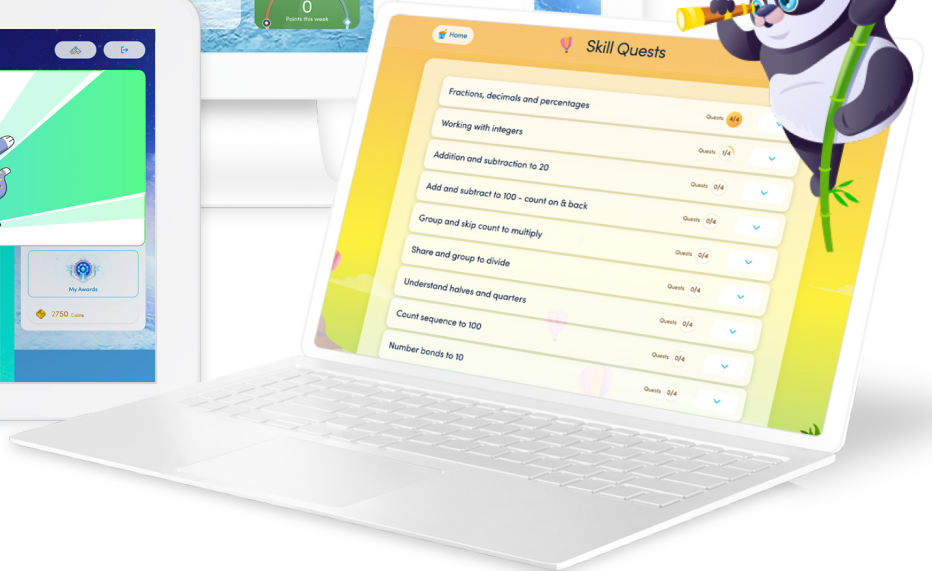 0
Points this week
My Awards
2750 Coins
Home
Skill Quests
Fractions, decimals and percentages
Quests 4/4
Working with integers
Quests 1/4
Addition and subtraction to 20
Quests 0/4
Add and subtract to 100 - count on & back
Quests 0/4
Group and skip count to multiply
Quests 0/4
Share and group to divide
Quests 0/4
Understand halves and quarters
Quests 0/4
Count sequence to 100
Quests 0/4
Number bonds to 10
Quests 0/4